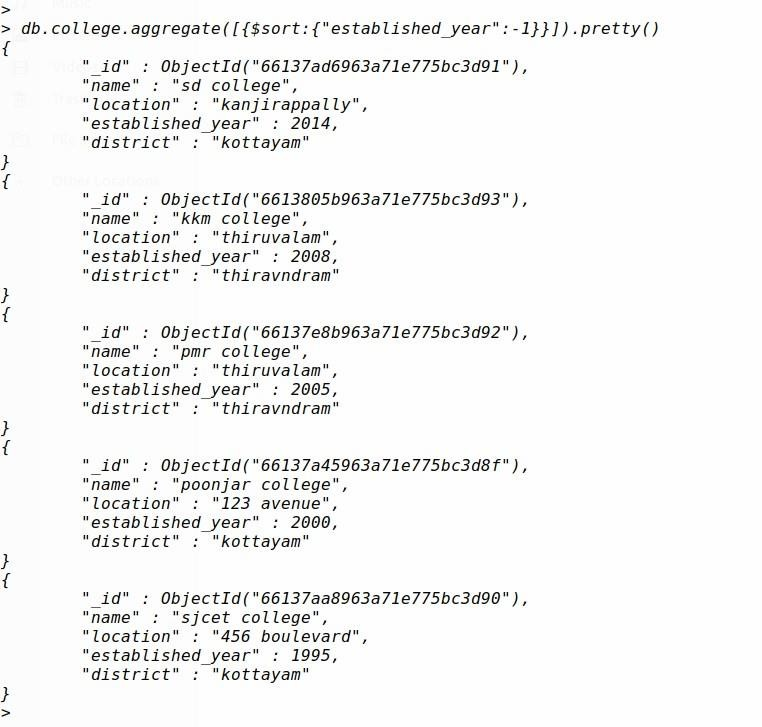 >
> db.college.aggregate([{$sort:{"established_year":-1}}]).pretty()
{
        "_id" : ObjectId("66137ad6963a71e775bc3d91"),
        "name" : "sd college",
        "location" : "kanjirappally",
        "established_year" : 2014,
        "district" : "kottayam"
}
{
        "_id" : ObjectId("6613805b963a71e775bc3d93"),
        "name" : "kkm college",
        "location" : "thiruvalam",
        "established_year" : 2008,
        "district" : "thiravndram"
}
{
        "_id" : ObjectId("66137e8b963a71e775bc3d92"),
        "name" : "pmr college",
        "location" : "thiruvalam",
        "established_year" : 2005,
        "district" : "thiravndram"
}
{
        "_id" : ObjectId("66137a45963a71e775bc3d8f"),
        "name" : "poonjar college",
        "location" : "123 avenue",
        "established_year" : 2000,
        "district" : "kottayam"
}
{
        "_id" : ObjectId("66137aa8963a71e775bc3d90"),
        "name" : "sjcet college",
        "location" : "456 boulevard",
        "established_year" : 1995,
        "district" : "kottayam"
}
>
Music
Other Locations